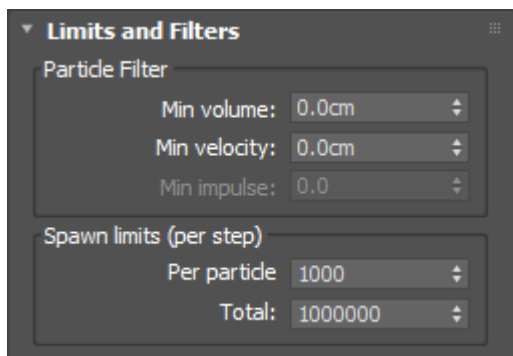 Limits and Filters
Particle Filter
Min volume: 0.0cm
Min velocity: 0.0cm
Min impulse: 0.0
Spawn limits (per step)
Per particle 1000
Total: 1000000